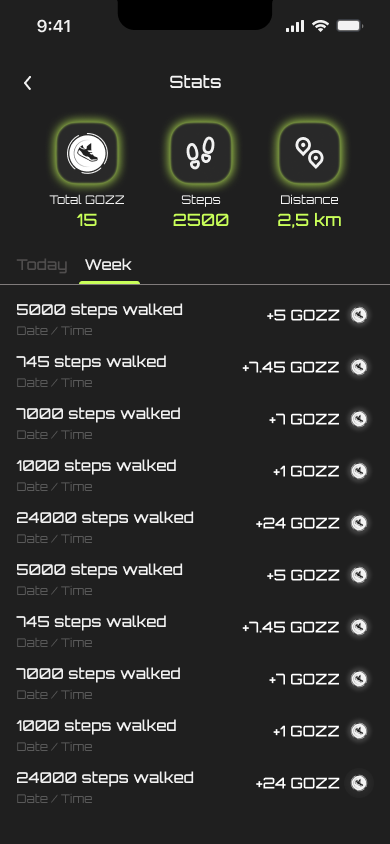 9:41
Stats
Total GOZZ
15
Steps
2500
Distance
2,5 km
Today Week
5000 steps walked +5 GOZZ
Date / Time
745 steps walked +7.45 GOZZ
Date / Time
7000 steps walked +7 GOZZ
Date / Time
1000 steps walked +1 GOZZ
Date / Time
24000 steps walked +24 GOZZ
Date / Time
5000 steps walked +5 GOZZ
Date / Time
745 steps walked +7.45 GOZZ
Date / Time
7000 steps walked +7 GOZZ
Date / Time
1000 steps walked +1 GOZZ
Date / Time
24000 steps walked +24 GOZZ
Date / Time